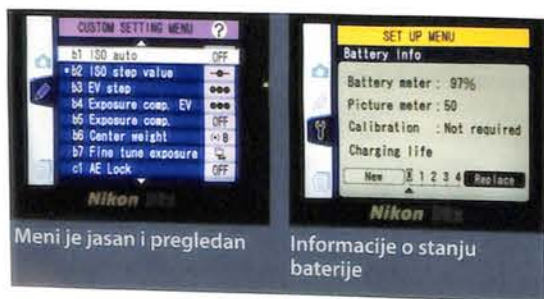 CUSTOM SETTING MENU ?
b1 ISO auto OFF
b2 ISO step value
b3 EV step
b4 Exposure comp. EV
b5 Exposure comp. OFF
b6 Center weight (•) 8
b7 Fine tune exposure
c1 AE Lock OFF
Nikon
Meni je jasan i pregledan
SET UP MENU
Battery info
Battery meter : 97%
Picture meter : 50
Calibration : Not required
Charging life
New 0 1 2 3 4 Replace
Nikon
Informacije o stanju
baterije